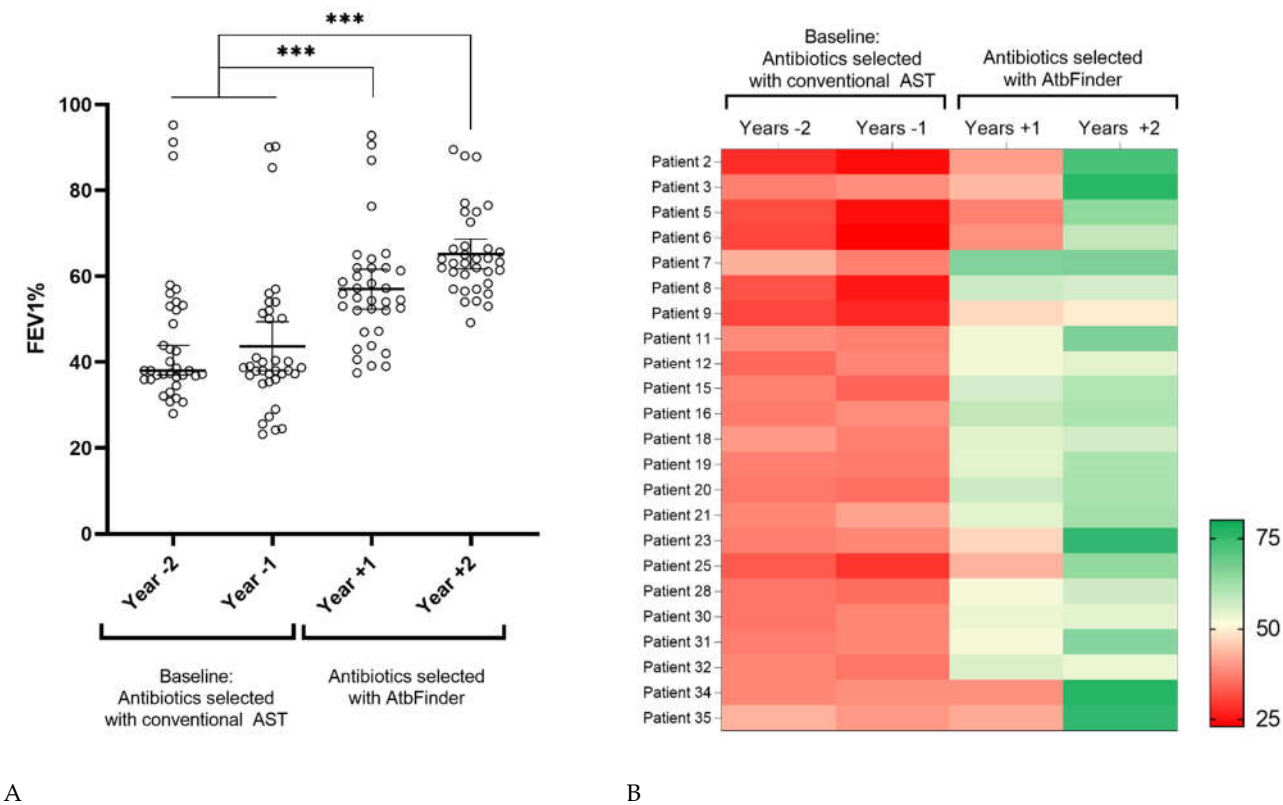 ***
***
FEV1%
100
80
60
40
20
0
Year -2
Year -1
Year +1
Year +2
Baseline:
Antibiotics selected
with conventional AST
Antibiotics selected
with AtbFinder
A
Baseline:
Antibiotics selected
with conventional AST
Antibiotics selected
with AtbFinder
Years -2
Years -1
Years +1
Years +2
Patient 2
Patient 3
Patient 5
Patient 6
Patient 7
Patient 8
Patient 9
Patient 11
Patient 12
Patient 15
Patient 16
Patient 18
Patient 19
Patient 20
Patient 21
Patient 23
Patient 25
Patient 28
Patient 30
Patient 31
Patient 32
Patient 34
Patient 35
75
50
25
B